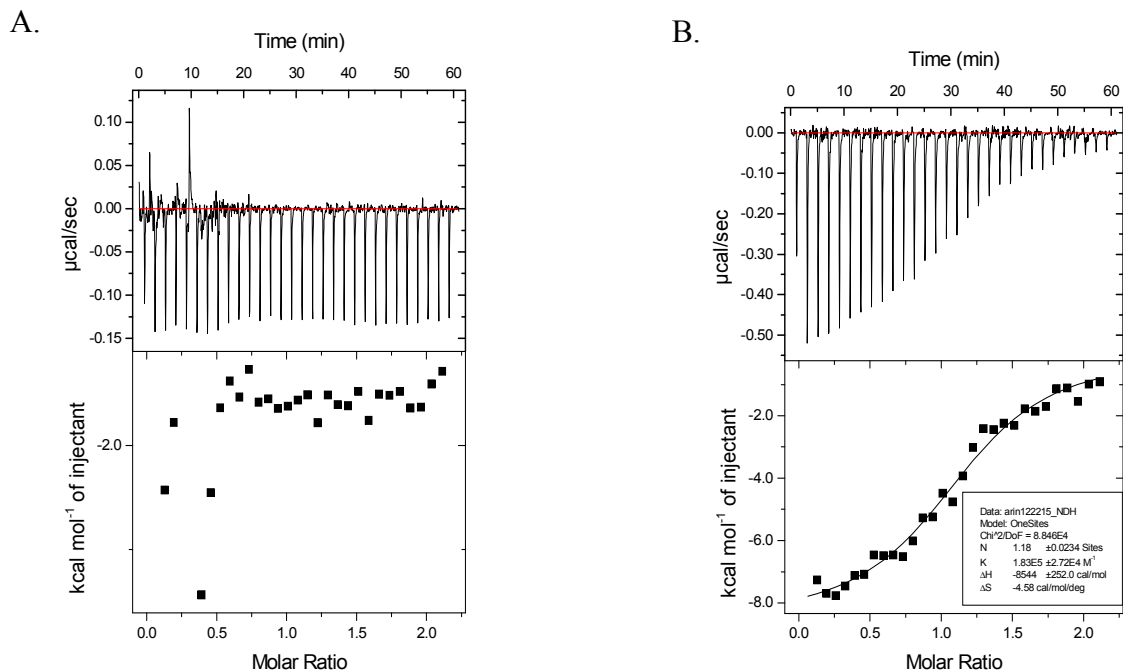 A.
Time (min)
0 10 20 30 40 50 60
0.10
0.05
0.00
-0.05
-0.10
-0.15
µcal/sec
-2.0
kcal mol⁻¹ of injectant
0.0 0.5 1.0 1.5 2.0
Molar Ratio
B.
Time (min)
0 10 20 30 40 50 60
0.00
-0.10
-0.20
-0.30
-0.40
-0.50
µcal/sec
-2.0
-4.0
-6.0
-8.0
kcal mol⁻¹ of injectant
Data: arin122215_NDH
Model: OneSites
Chi^2/DoF = 8.846E4
N 1.18 ±0.0234 Sites
K 1.83E5 ±2.72E4 M⁻¹
ΔH -8544 ±252.0 cal/mol
ΔS -4.58 cal/mol/deg
0.0 0.5 1.0 1.5 2.0
Molar Ratio